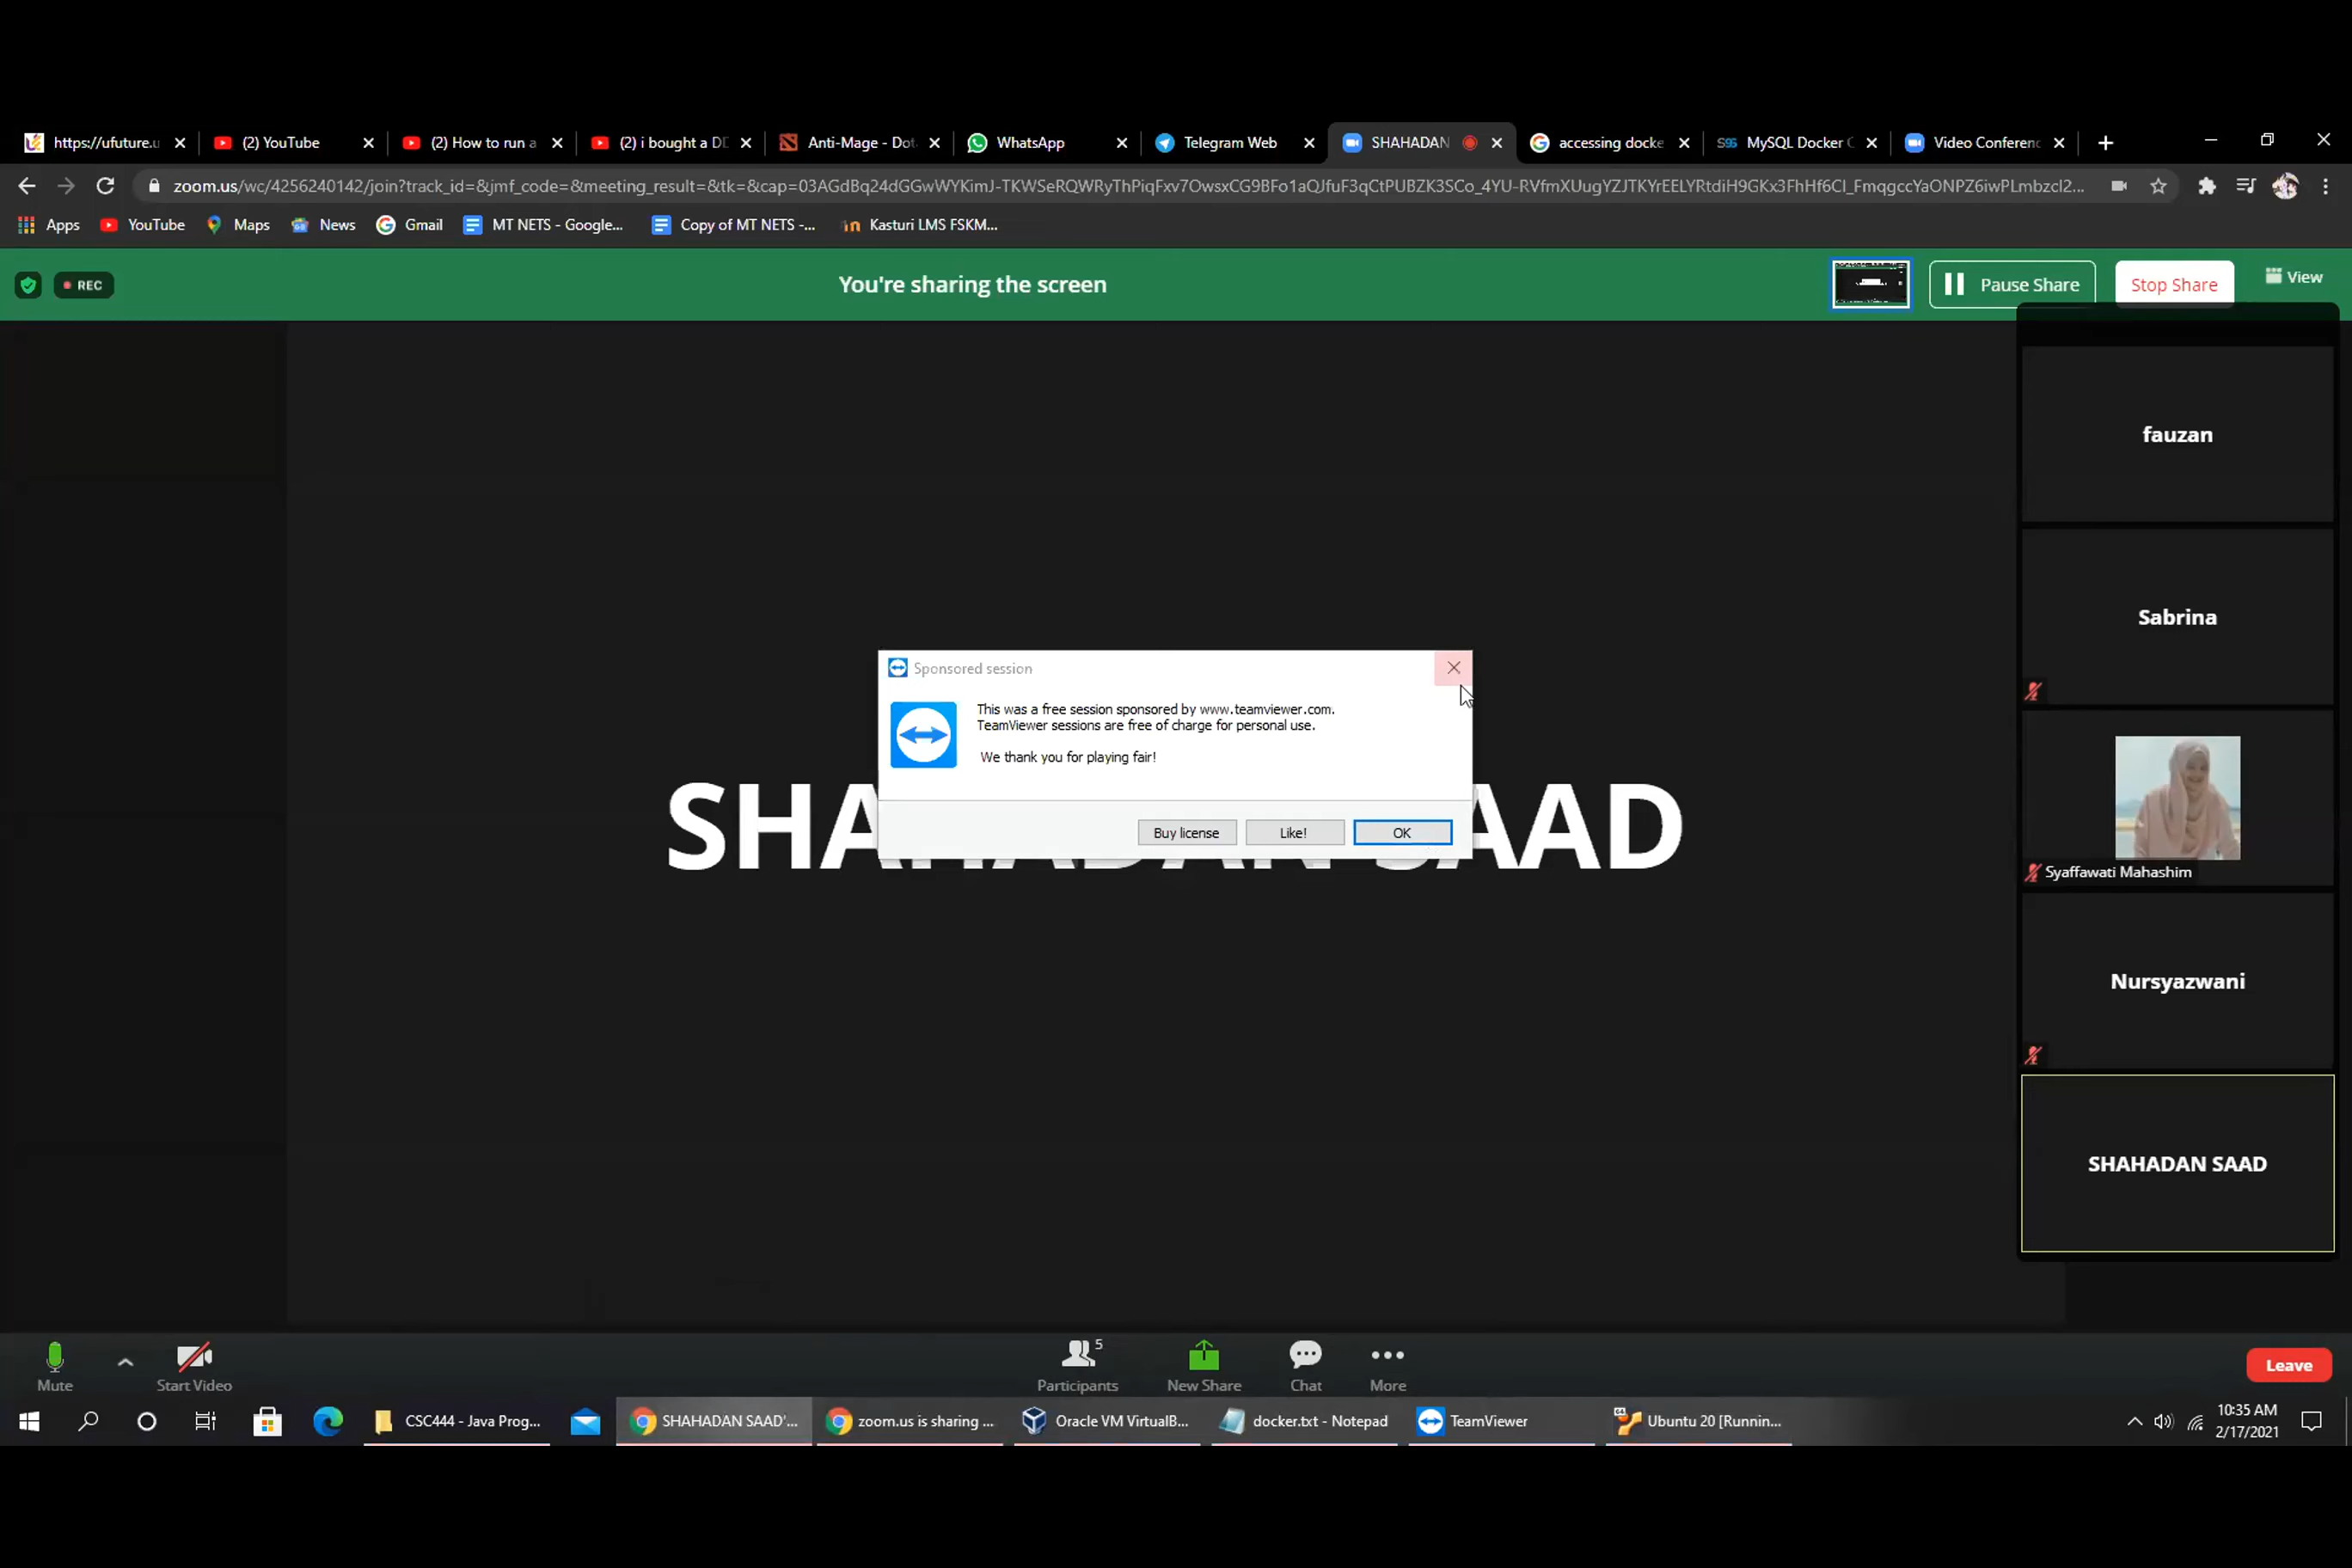 https://ufuture.u
(2) YouTube
(2) How to run a
(2) i bought a DD
Anti-Mage - Dot
WhatsApp
Telegram Web
SHAHADAN
accessing docke
S96 MySQL Docker C
Video Conferenc
zoom.us/wc/4256240142/join?track_id=&jmf_code=&meeting_result=&tk=&cap=03AGdBq24dGGwWYKimJ-TKWSeRQWRyThPiqFxv7OwsxCG9BFo1aQJfuF3qCtPUBZK3SCo_4YU-RVfmXUugYZJTKYrEELYRtdiH9GKx3FhHf6CI_FmqgccYaONPZ6iwPLmbzcl2...
Apps
YouTube
Maps
News
Gmail
MT NETS - Google...
Copy of MT NETS -...
Kasturi LMS FSKM...
REC
You're sharing the screen
Pause Share
Stop Share
View
fauzan
Sabrina
Syaffawati Mahashim
Nursyazwani
SHAHADAN SAAD
Sponsored session
This was a free session sponsored by www.teamviewer.com.
TeamViewer sessions are free of charge for personal use.
We thank you for playing fair!
Buy license
Like!
OK
SHAHADAN SAAD
Mute
Start Video
5
Participants
New Share
Chat
More
Leave
CSC444 - Java Prog...
SHAHADAN SAAD'...
zoom.us is sharing ...
Oracle VM VirtualB...
docker.txt - Notepad
TeamViewer
Ubuntu 20 [Runnin...
10:35 AM
2/17/2021